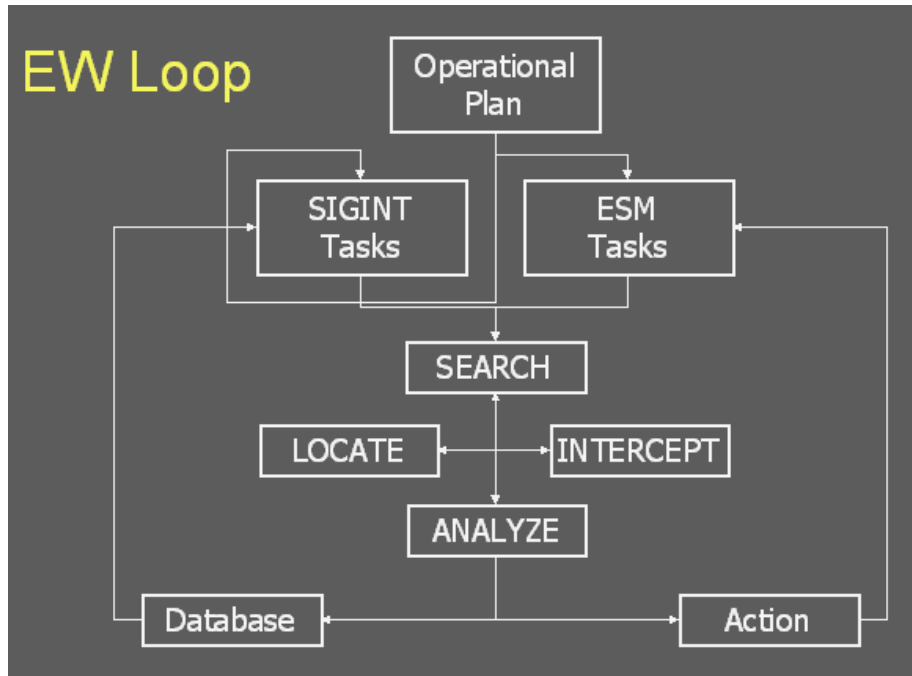 EW Loop
Operational
Plan
SIGINT
Tasks
ESM
Tasks
SEARCH
LOCATE
INTERCEPT
ANALYZE
Database
Action